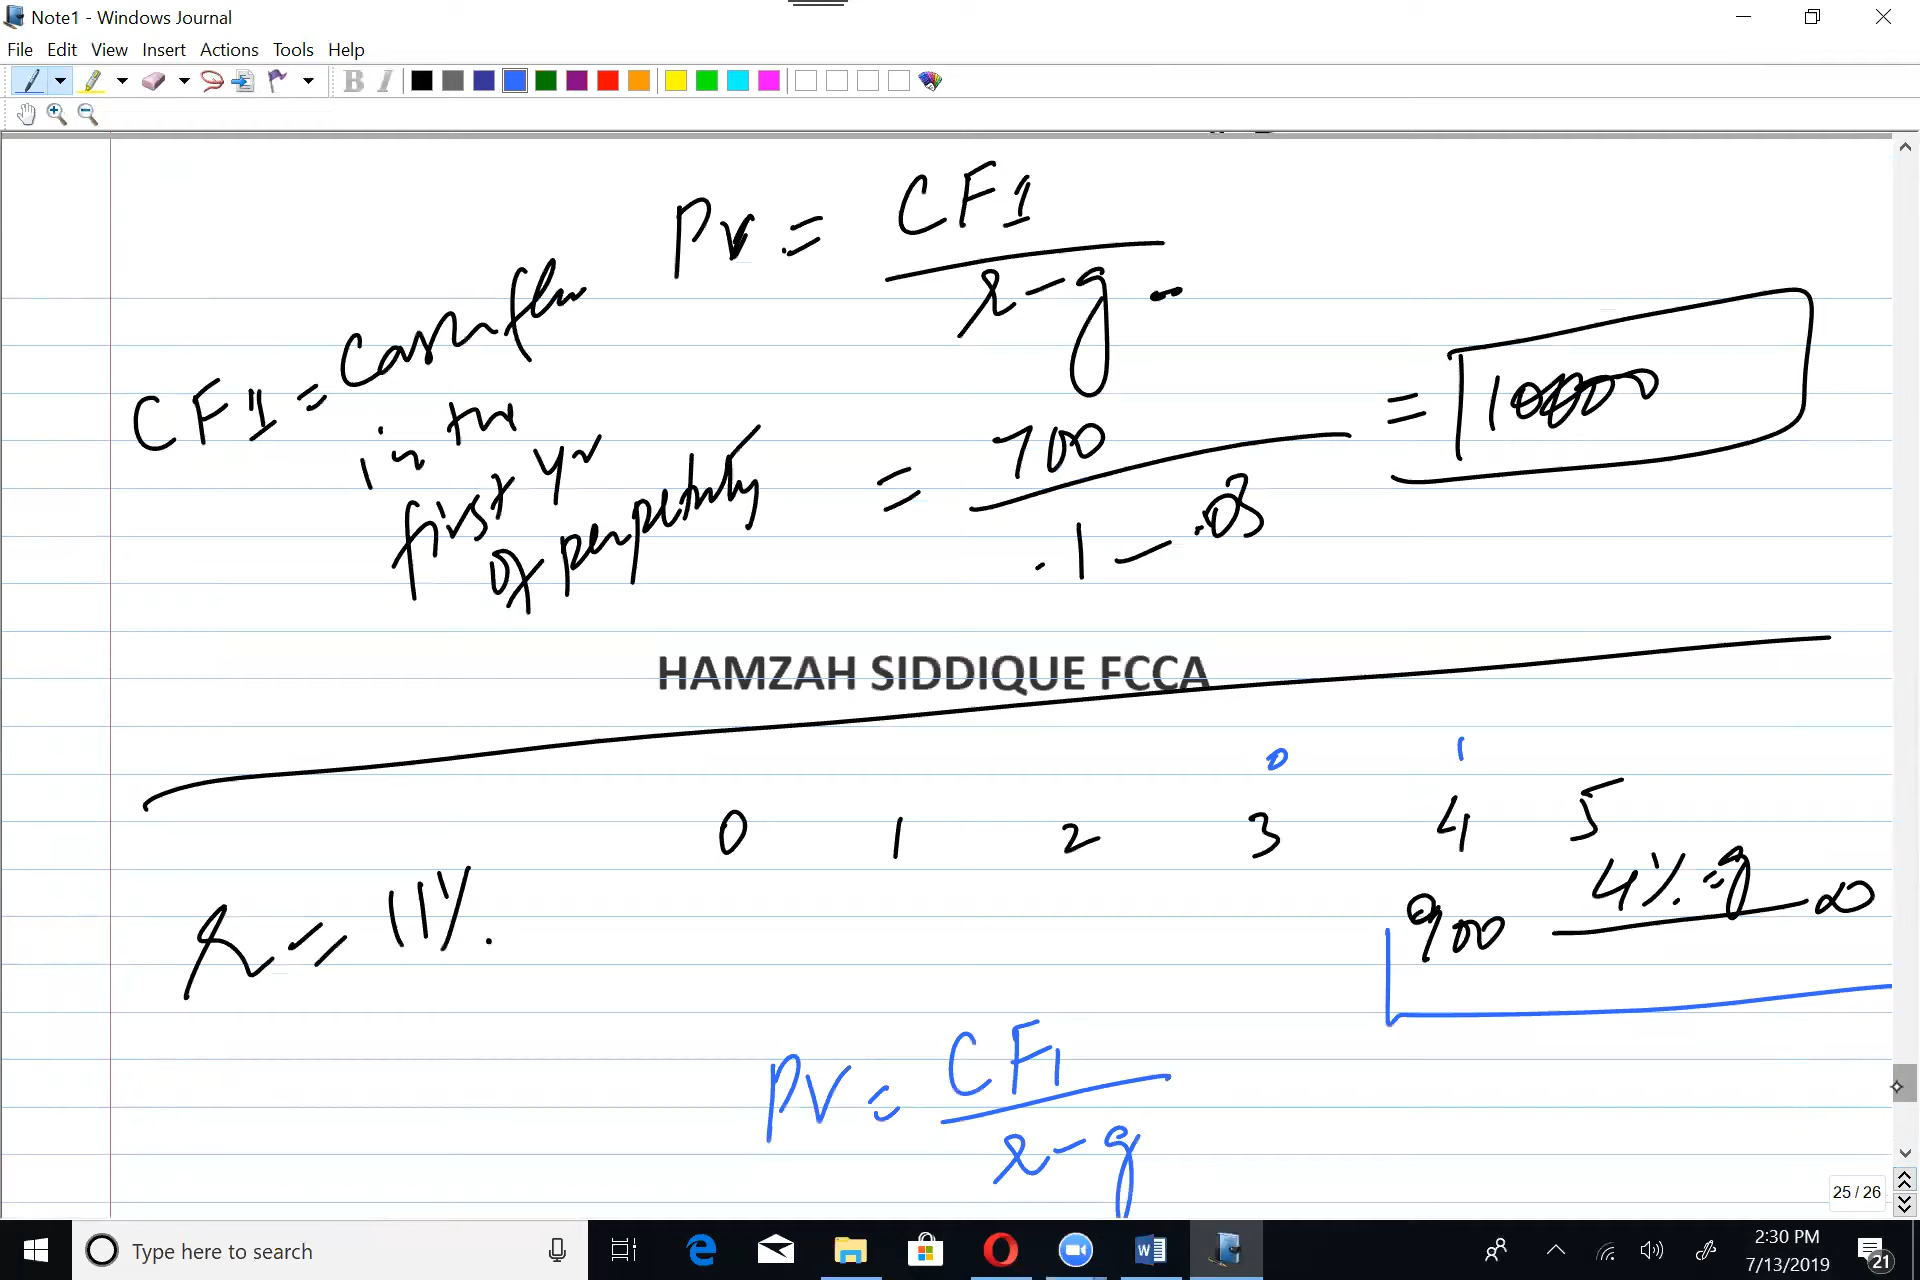 Note1 - Windows Journal
File Edit View Insert Actions Tools Help
B I
PV = CF1
r - g
CF1 = cash flow
in the
first yr
of perpetuity
= 700
.1 - .03
= 10000
HAMZAH SIDDIQUE FCCA
0 1
0 1 2 3 4 5
r = 11%.
900 4% = g ∞
PV = CF1
r - g
25 / 26
Type here to search
2:30 PM
7/13/2019
21